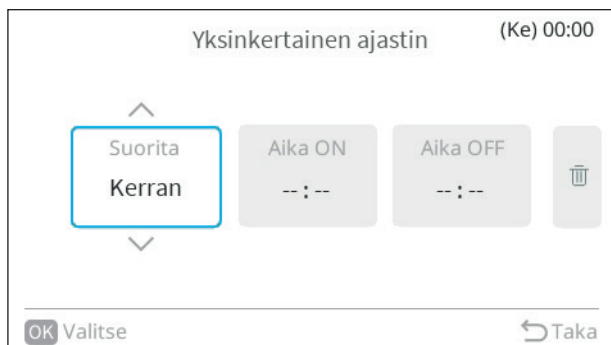 Yksinkertainen ajastin
(Ke) 00:00
Suorita
Kerran
Aika ON
--:--
Aika OFF
--:--
OK Valitse
Taka